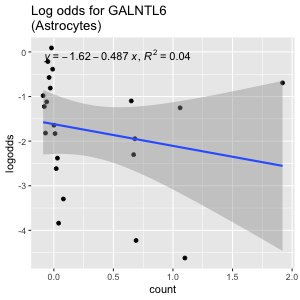 Log odds for GALNTL6
(Astrocytes)
y = −1.62 − 0.487 x, R² = 0.04
0
-1
-2
-3
-4
logodds
0.0 0.5 1.0 1.5 2.0
count